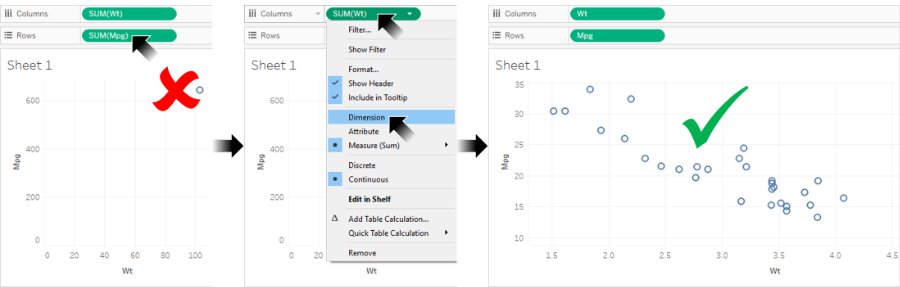 Columns SUM(Wt)
Rows SUM(Mpg)
Sheet 1
600
400
200
0
Mpg
0 20 40 60 80 100
Wt
Columns SUM(Wt)
Rows
Sheet 1
600
400
200
0
Mpg
0 20
Wt
Filter...
Show Filter
Format...
Show Header
Include in Tooltip
Dimension
Attribute
Measure (Sum)
Discrete
Continuous
Edit in Shelf
Add Table Calculation...
Quick Table Calculation
Remove
Columns Wt
Rows Mpg
Sheet 1
35
30
25
20
15
10
Mpg
1.5 2.0 2.5 3.0 3.5 4.0 4.5
Wt